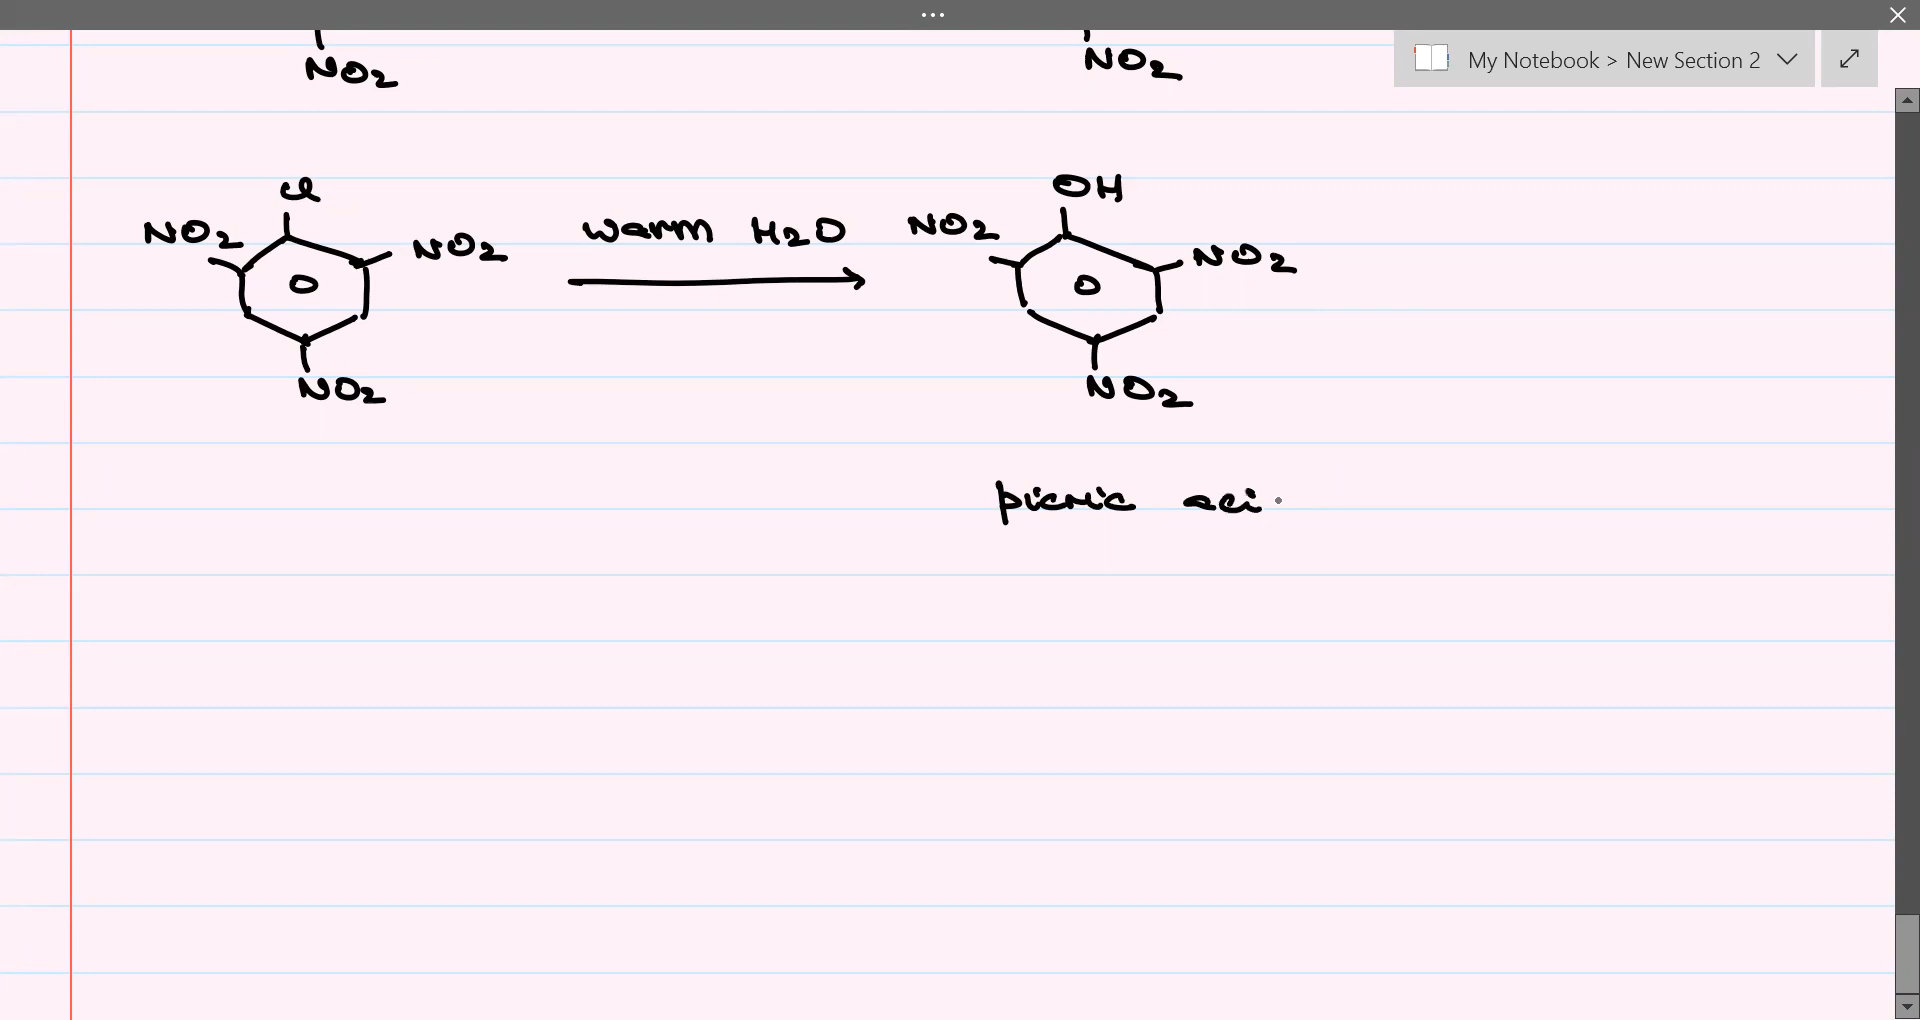 ...
My Notebook > New Section 2
NO2 NO2
Cl OH
NO2 NO2 warm H2O NO2 NO2
NO2 NO2
picric aci